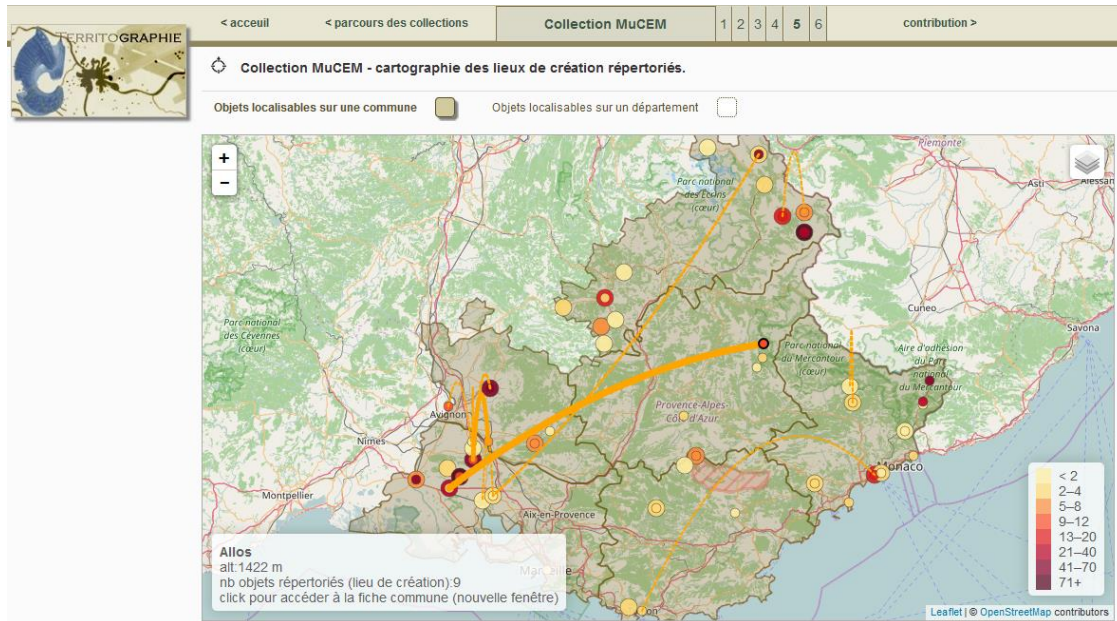 < acceuil
< parcours des collections
Collection MuCEM
1 2 3 4 5 6
contribution >
TERRITOGRAPHIE
Collection MuCEM - cartographie des lieux de création répertoriés.
Objets localisables sur une commune
Objets localisables sur un département
+
−
Piemonte
Asti
Parc national
des Écrins
(cœur)
Cuneo
Savona
Parc national
des Cévennes
(cœur)
Parc national
du Mercantour
(cœur)
Aire d'adhésion
du Parc
national
du Mercantour
Avignon
Provence-Alpes-
Côte d'Azur
Nîmes
Monaco
Montpellier
Aix-en-Provence
< 2
2–4
5–8
9–12
13–20
21–40
41–70
71+
Allos
alt:1422 m
nb objets répertoriés (lieu de création):9
click pour accéder à la fiche commune (nouvelle fenêtre)
Leaflet | © OpenStreetMap contributors